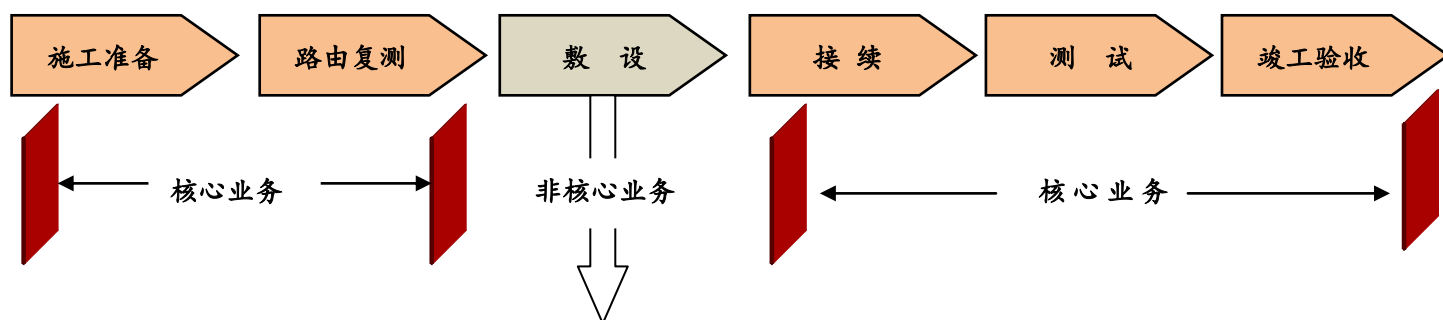 施工准备
路由复测
敷 设
接 续
测 试
竣工验收
核心业务
非核心业务
核 心 业 务